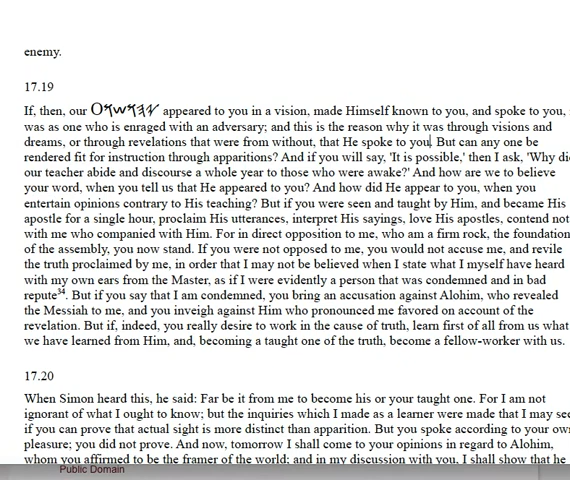 enemy.
17.19
If, then, our appeared to you in a vision, made Himself known to you, and spoke to you,
was as one who is enraged with an adversary; and this is the reason why it was through visions and
dreams, or through revelations that were from without, that He spoke to you. But can any one be
rendered fit for instruction through apparitions? And if you will say, 'It is possible,' then I ask, 'Why di
our teacher abide and discourse a whole year to those who were awake?' And how are we to believe
your word, when you tell us that He appeared to you? And how did He appear to you, when you
entertain opinions contrary to His teaching? But if you were seen and taught by Him, and became His
apostle for a single hour, proclaim His utterances, interpret His sayings, love His apostles, contend not
with me who companied with Him. For in direct opposition to me, who am a firm rock, the foundation
of the assembly, you now stand. If you were not opposed to me, you would not accuse me, and revile
the truth proclaimed by me, in order that I may not be believed when I state what I myself have heard
with my own ears from the Master, as if I were evidently a person that was condemned and in bad
repute34. But if you say that I am condemned, you bring an accusation against Alohim, who revealed
the Messiah to me, and you inveigh against Him who pronounced me favored on account of the
revelation. But if, indeed, you really desire to work in the cause of truth, learn first of all from us what
we have learned from Him, and, becoming a taught one of the truth, become a fellow-worker with us.
17.20
When Simon heard this, he said: Far be it from me to become his or your taught one. For I am not
ignorant of what I ought to know; but the inquiries which I made as a learner were made that I may see
if you can prove that actual sight is more distinct than apparition. But you spoke according to your own
pleasure; you did not prove. And now, tomorrow I shall come to your opinions in regard to Alohim,
whom you affirmed to be the framer of the world; and in my discussion with you, I shall show that he
Public Domain